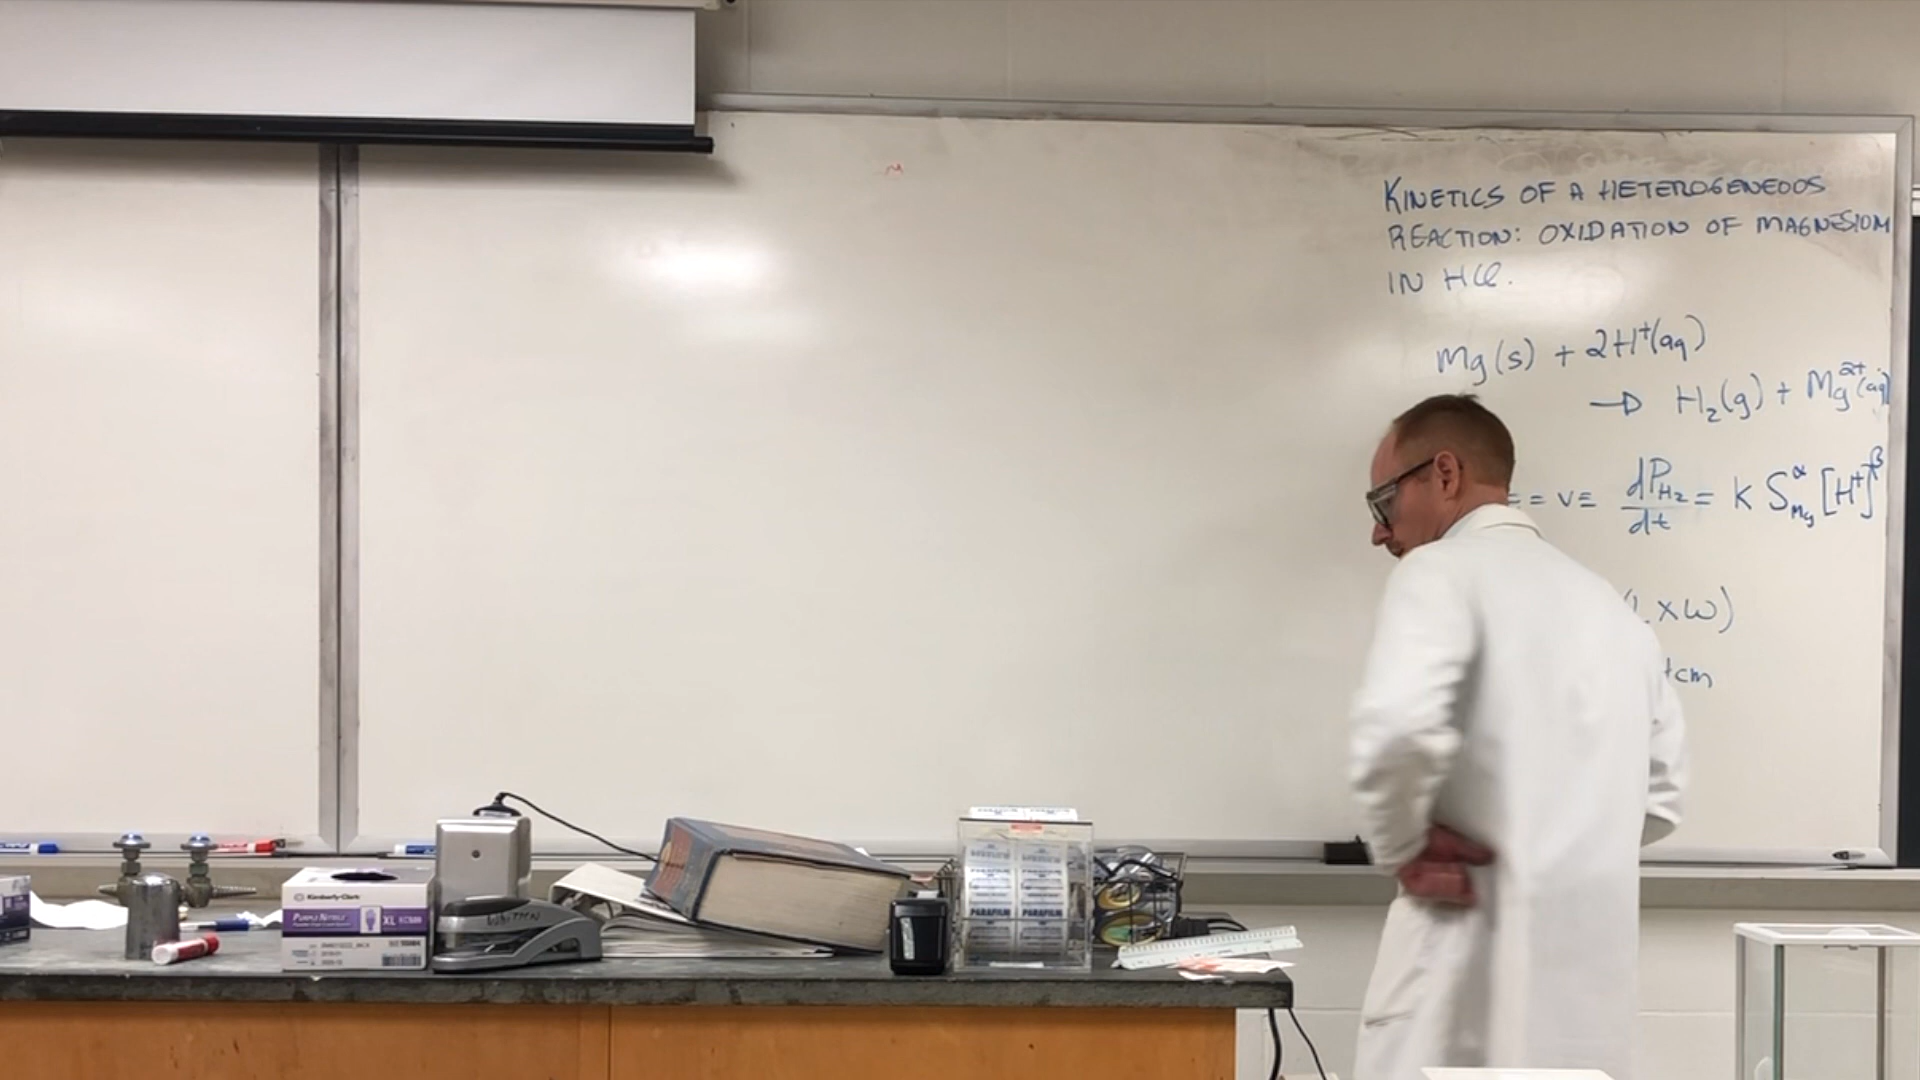 KINETICS OF A HETEROGENEOUS
REACTION: OXIDATION OF MAGNESIUM
IN HCl.
Mg(s) + 2H⁺(aq)
→ H₂(g) + Mg²⁺(aq)
= v ≡ dP_H₂/dt = K S_Mg^α [H⁺]^β
(L x W)
cm
Kimberly-Clark
PURPLE NITRILE
XL
PARAFILM PARAFILM